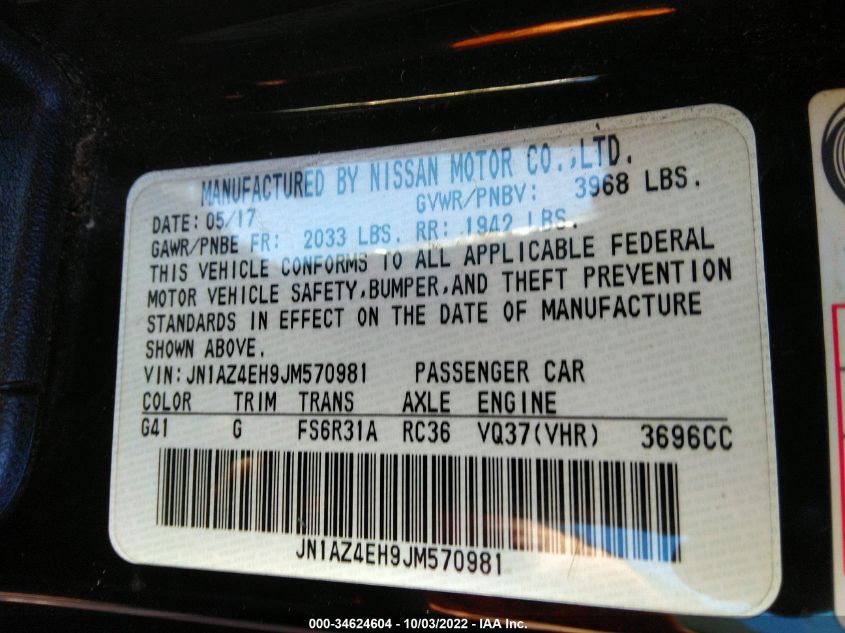 MANUFACTURED BY NISSAN MOTOR CO.,LTD.
DATE: 05/17 GVWR/PNBV: 3968 LBS.
GAWR/PNBE FR: 2033 LBS. RR: 1942 LBS.
THIS VEHICLE CONFORMS TO ALL APPLICABLE FEDERAL
MOTOR VEHICLE SAFETY,BUMPER,AND THEFT PREVENTION
STANDARDS IN EFFECT ON THE DATE OF MANUFACTURE
SHOWN ABOVE.
VIN:JN1AZ4EH9JM570981 PASSENGER CAR
COLOR TRIM TRANS AXLE ENGINE
G41 G FS6R31A RC36 VQ37(VHR) 3696CC
JN1AZ4EH9JM570981
000-34624604 - 10/03/2022 - IAA Inc.